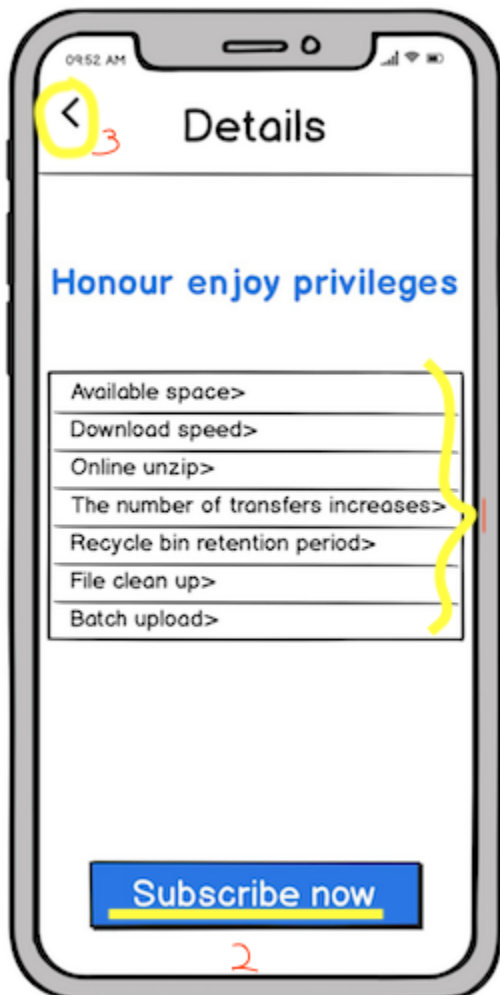 09:52 AM
<
3
Details
Honour enjoy privileges
Available space>
Download speed>
Online unzip>
The number of transfers increases>
1
Recycle bin retention period>
File clean up>
Batch upload>
Subscribe now
2